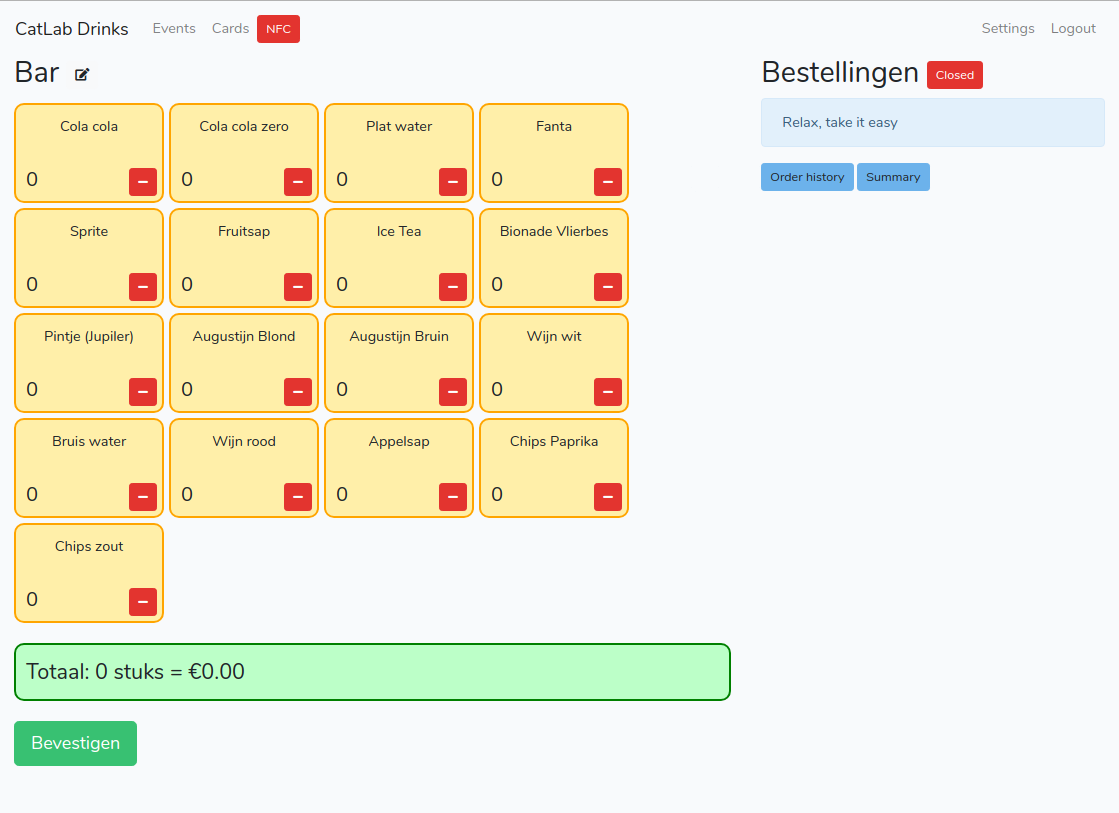 CatLab Drinks Events Cards NFC Settings Logout
Bar
Bestellingen Closed
Relax, take it easy
Order history Summary
Cola cola Cola cola zero Plat water Fanta
0 0 0 0
Sprite Fruitsap Ice Tea Bionade Vlierbes
0 0 0 0
Pintje (Jupiler) Augustijn Blond Augustijn Bruin Wijn wit
0 0 0 0
Bruis water Wijn rood Appelsap Chips Paprika
0 0 0 0
Chips zout
0
Totaal: 0 stuks = €0.00
Bevestigen